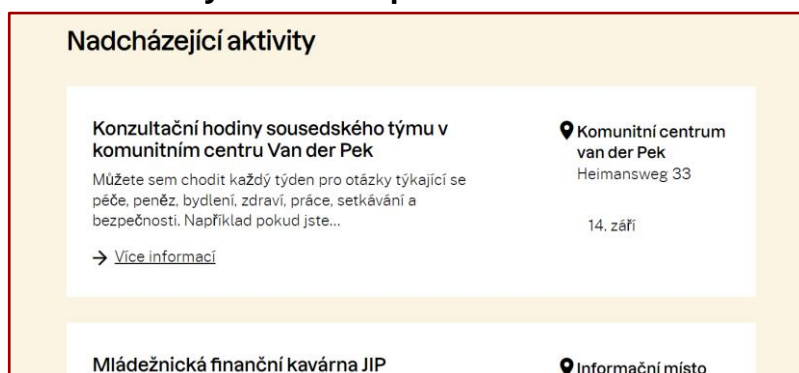 Nadcházející aktivity
Konzultační hodiny sousedského týmu v
komunitním centru Van der Pek
Můžete sem chodit každý týden pro otázky týkající se
péče, peněz, bydlení, zdraví, práce, setkávání a
bezpečnosti. Například pokud jste...
→ Více informací
Komunitní centrum
van der Pek
Heimansweg 33
14. září
Mládežnická finanční kavárna JIP
Informační místo